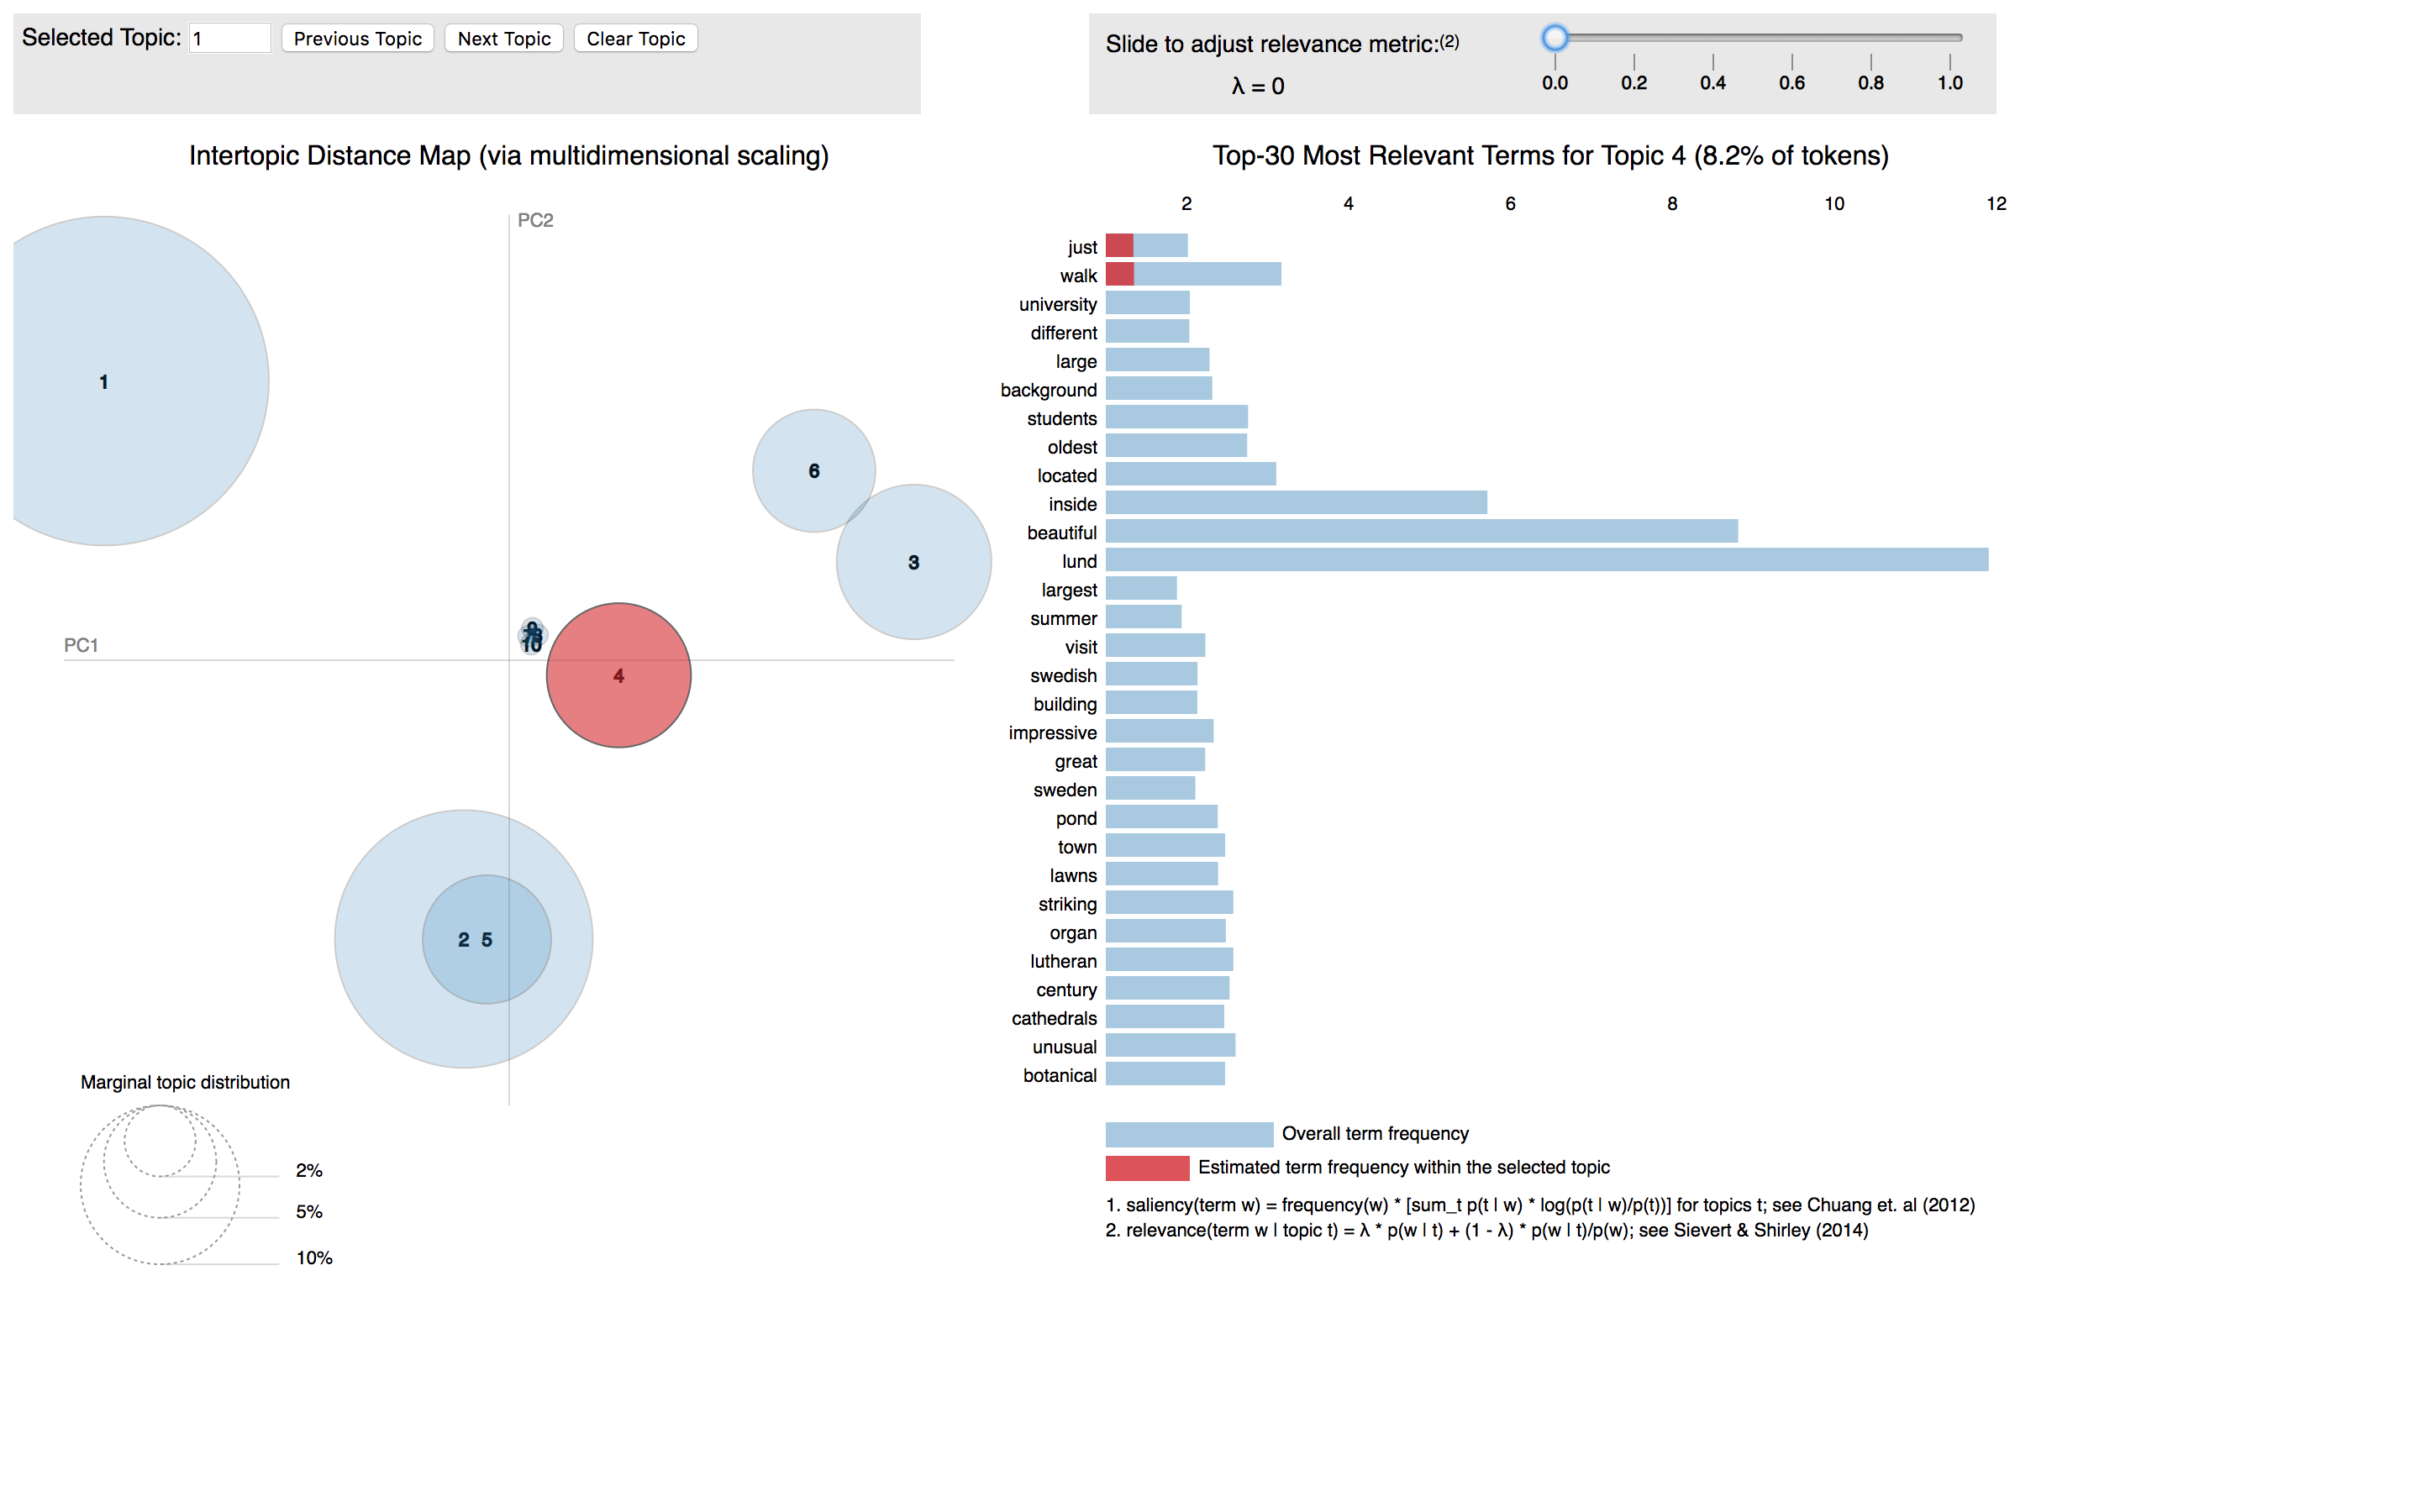 Selected Topic: 1 Previous Topic Next Topic Clear Topic
Slide to adjust relevance metric:(2)
λ = 0
0.0 0.2 0.4 0.6 0.8 1.0
Intertopic Distance Map (via multidimensional scaling)
PC2
PC1
1
6
3
4
2 5
10
Marginal topic distribution
2%
5%
10%
Top-30 Most Relevant Terms for Topic 4 (8.2% of tokens)
2 4 6 8 10 12
just
walk
university
different
large
background
students
oldest
located
inside
beautiful
lund
largest
summer
visit
swedish
building
impressive
great
sweden
pond
town
lawns
striking
organ
lutheran
century
cathedrals
unusual
botanical
Overall term frequency
Estimated term frequency within the selected topic
1. saliency(term w) = frequency(w) * [sum_t p(t | w) * log(p(t | w)/p(t))] for topics t; see Chuang et. al (2012)
2. relevance(term w | topic t) = λ * p(w | t) + (1 - λ) * p(w | t)/p(w); see Sievert & Shirley (2014)